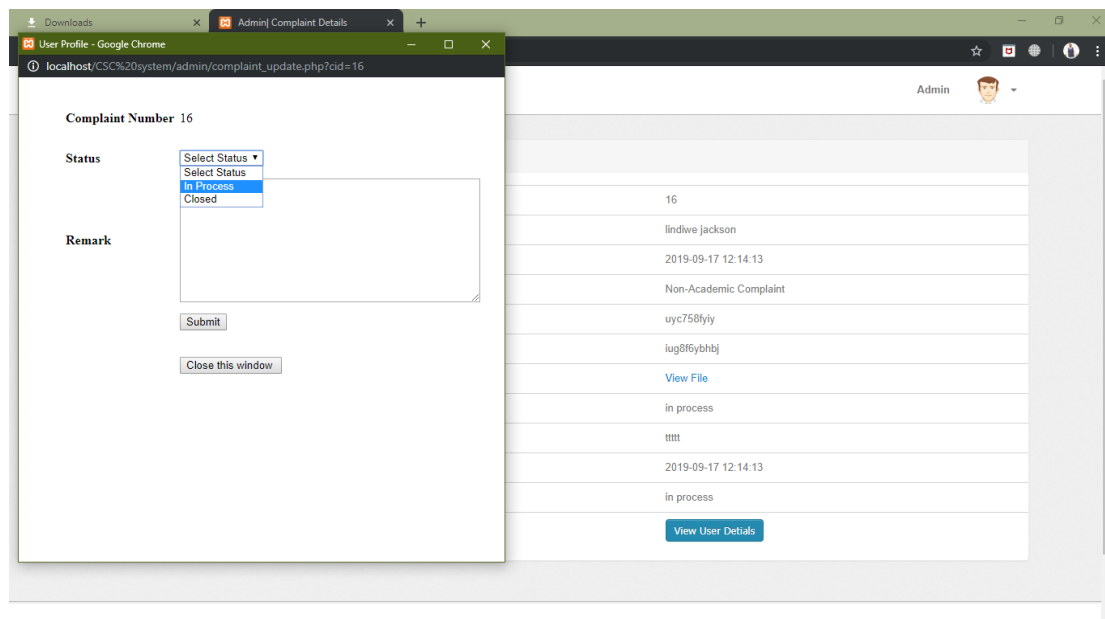 Downloads
Admin| Complaint Details
User Profile - Google Chrome
localhost/CSC%20system/admin/complaint_update.php?cid=16
Admin
Complaint Number 16
Status
Select Status
Select Status
In Process
Closed
Remark
Submit
Close this window
16
lindiwe jackson
2019-09-17 12:14:13
Non-Academic Complaint
uyc758fyiy
iug8f6ybhbj
View File
in process
ttttt
2019-09-17 12:14:13
in process
View User Detials